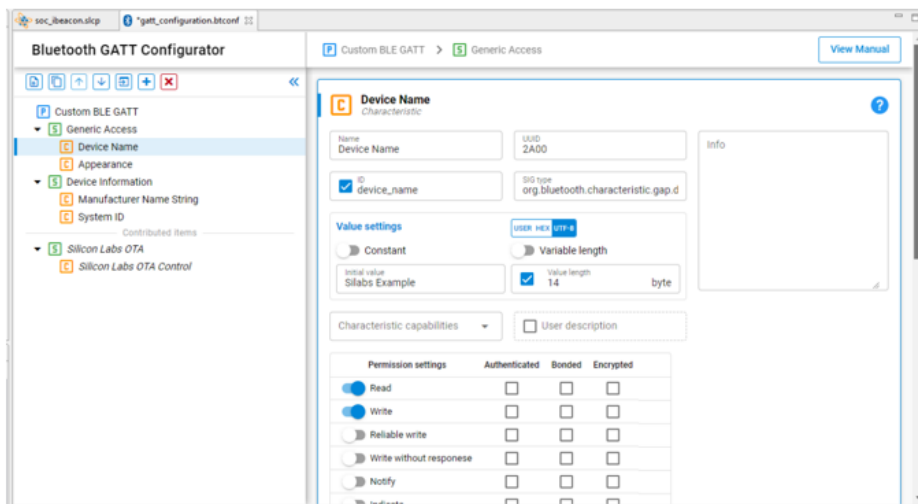 soc_ibeacon.slcp
*gatt_configuration.btconf
Bluetooth GATT Configurator
P Custom BLE GATT > S Generic Access
View Manual
P Custom BLE GATT
S Generic Access
C Device Name
C Appearance
S Device Information
C Manufacturer Name String
C System ID
Contributed Items
S Silicon Labs OTA
C Silicon Labs OTA Control
C Device Name
Characteristic
?
Name
Device Name
UUID
2A00
Info
ID
device_name
SIG type
org.bluetooth.characteristic.gap.d
Value settings
USER HEX UTF-8
Constant
Variable length
Initial value
Silabs Example
Value length
14 byte
Characteristic capabilities
User description
Permission settings Authenticated Bonded Encrypted
Read
Write
Reliable write
Write without responese
Notify
Indicate